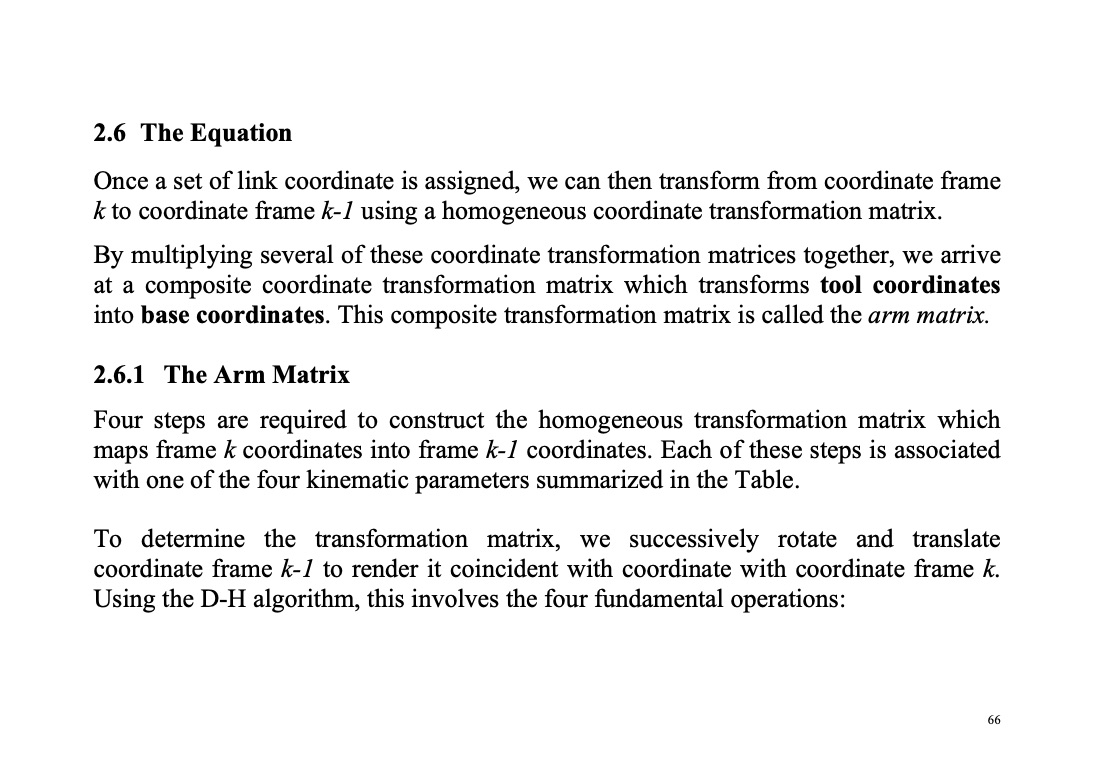 2.6 The Equation
Once a set of link coordinate is assigned, we can then transform from coordinate frame
k to coordinate frame k-1 using a homogeneous coordinate transformation matrix.
By multiplying several of these coordinate transformation matrices together, we arrive
at a composite coordinate transformation matrix which transforms tool coordinates
into base coordinates. This composite transformation matrix is called the arm matrix.
2.6.1 The Arm Matrix
Four steps are required to construct the homogeneous transformation matrix which
maps frame k coordinates into frame k-1 coordinates. Each of these steps is associated
with one of the four kinematic parameters summarized in the Table.
To determine the transformation matrix, we successively rotate and translate
coordinate frame k-1 to render it coincident with coordinate with coordinate frame k.
Using the D-H algorithm, this involves the four fundamental operations:
66